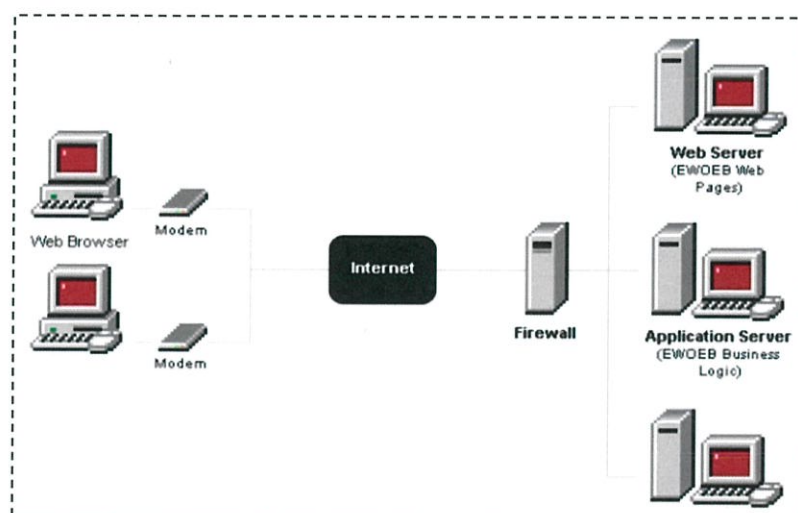 Web Server
(EWOEB Web
Pages)
Modem
Web Browser
Internet
Firewall
Application Server
(EWOEB Business
Logic)
Modem